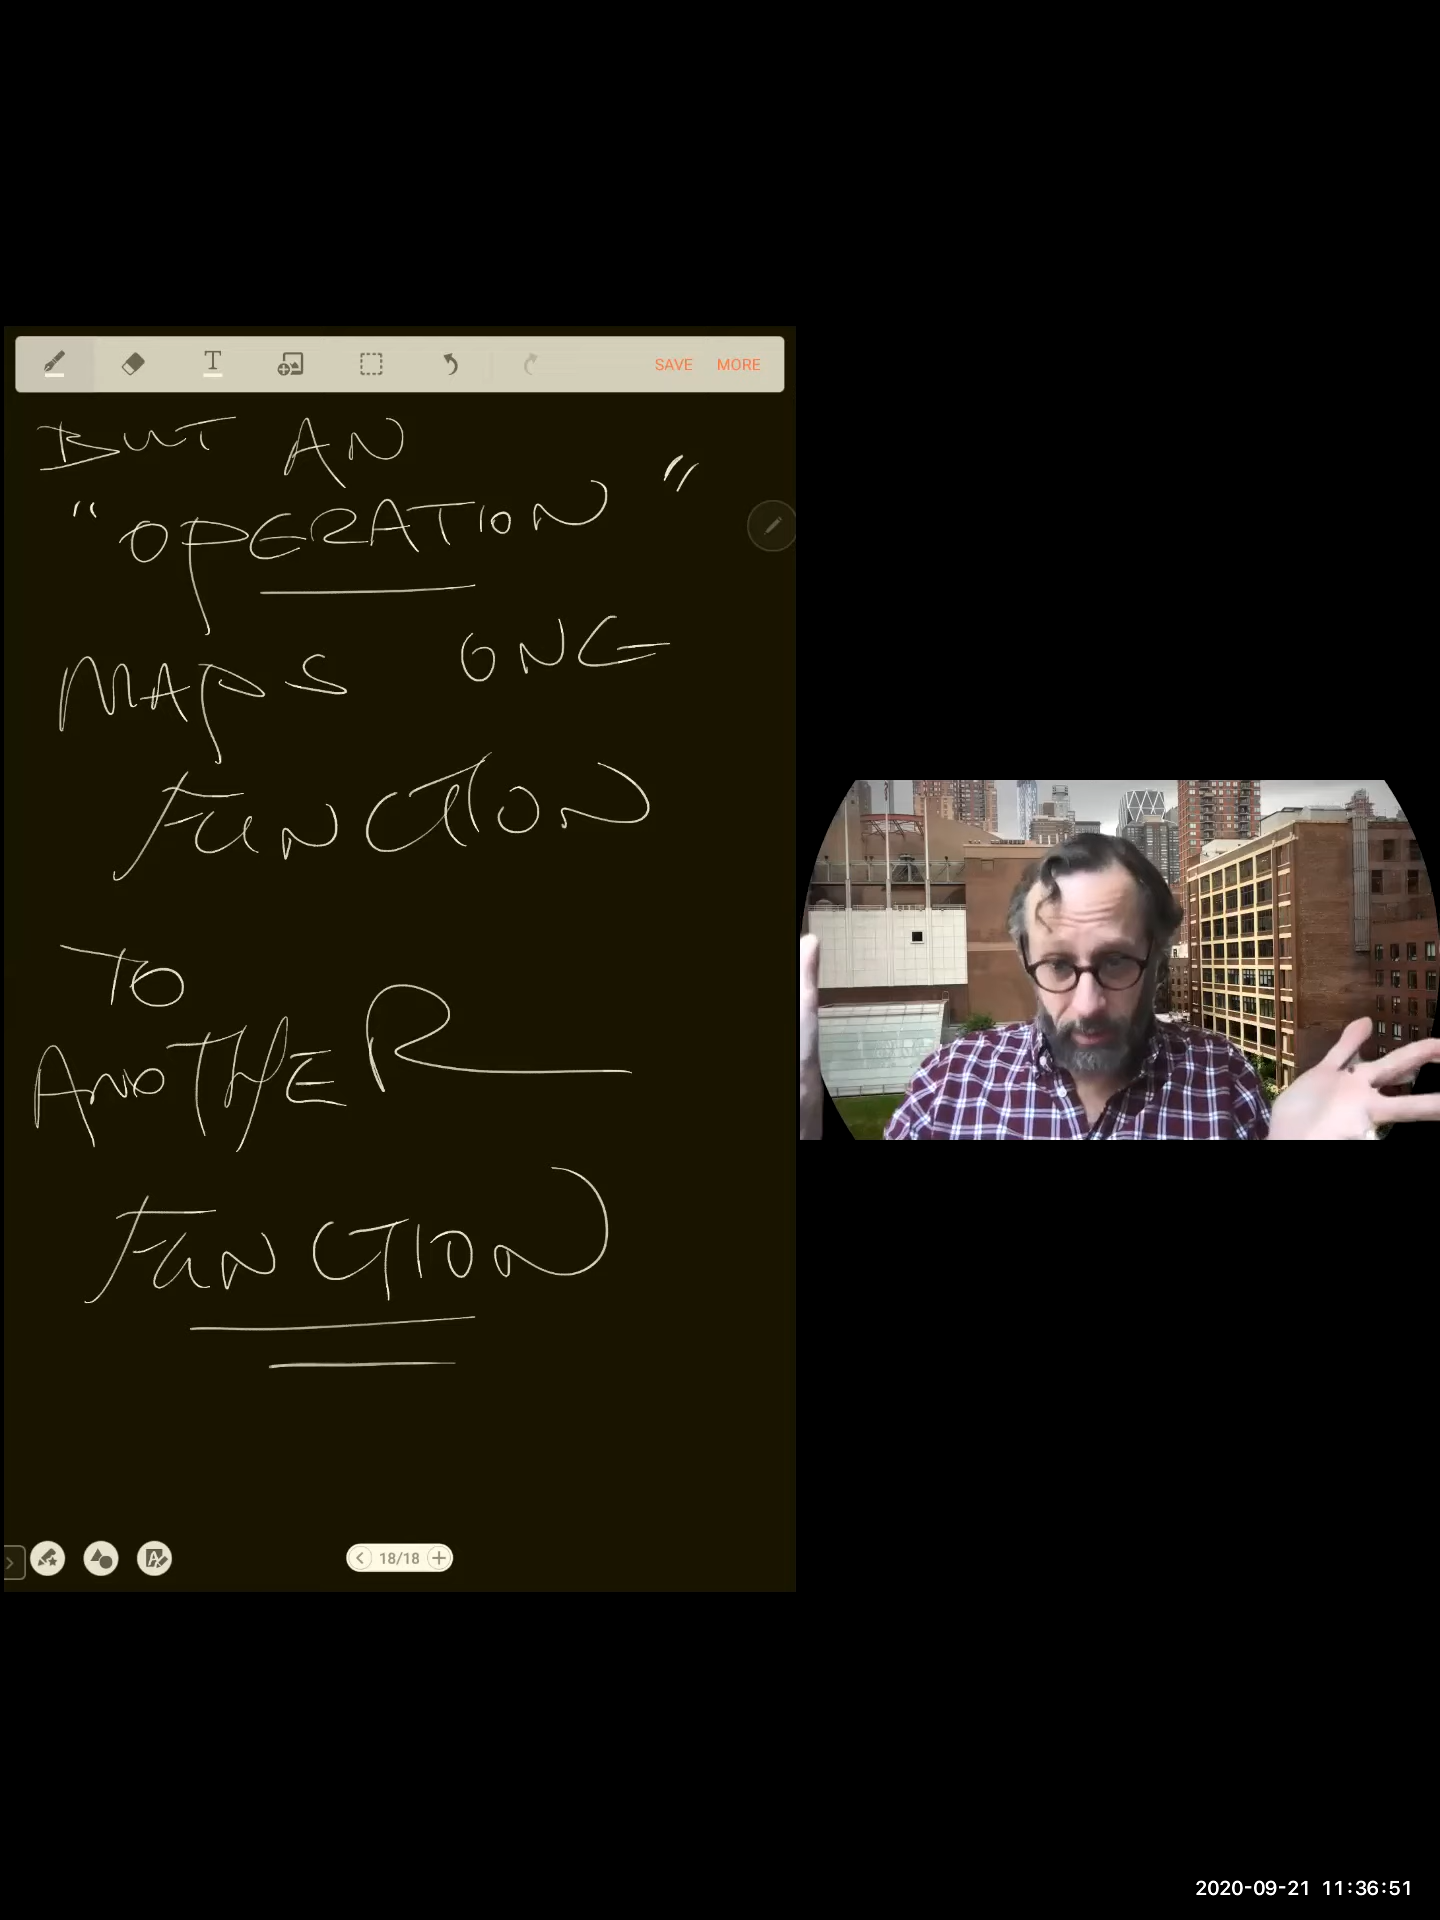 T
SAVE MORE
BUT AN
"OPERATION"
MAPS ONE
FUNCTION
TO
ANOTHER
FUNCTION
A
18/18
2020-09-21 11:36:51